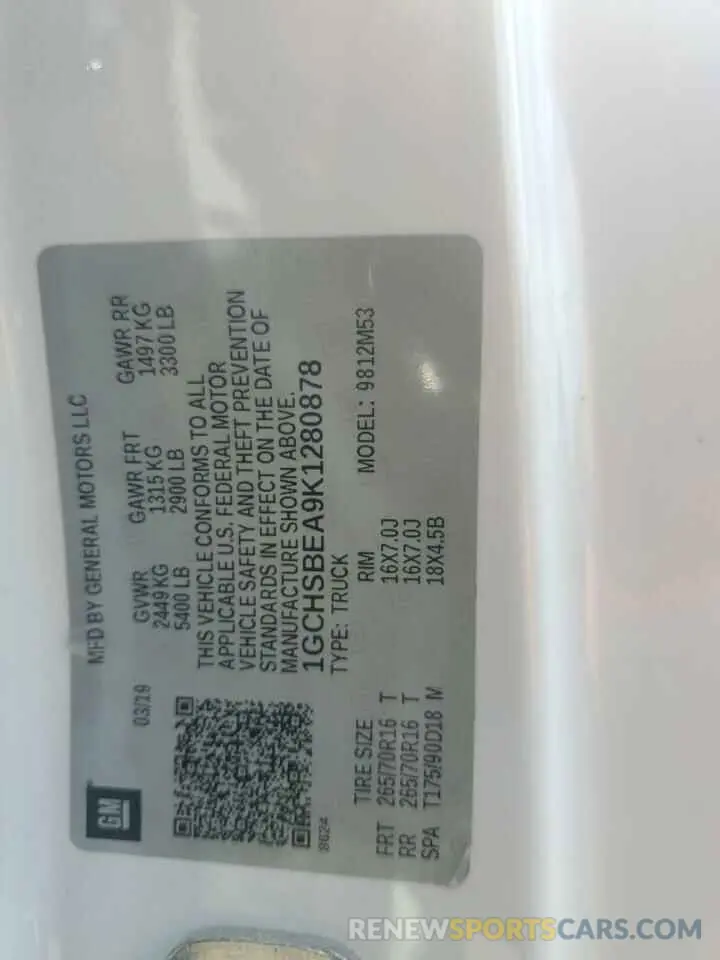 GM
MFD BY GENERAL MOTORS LLC
03/19
GVWR GAWR FRT GAWR RR
2449 KG 1315 KG 1497 KG
5400 LB 2900 LB 3300 LB
THIS VEHICLE CONFORMS TO ALL
APPLICABLE U.S. FEDERAL MOTOR
VEHICLE SAFETY AND THEFT PREVENTION
STANDARDS IN EFFECT ON THE DATE OF
MANUFACTURE SHOWN ABOVE.
1GCHSBEA9K1280878
TYPE: TRUCK
TIRE SIZE RIM MODEL: 9812M53
FRT 265/70R16 T 16X7.0J
RR 265/70R16 T 16X7.0J
SPA T175/90D18 M 18X4.5B
RENEWSPORTSCARS.COM